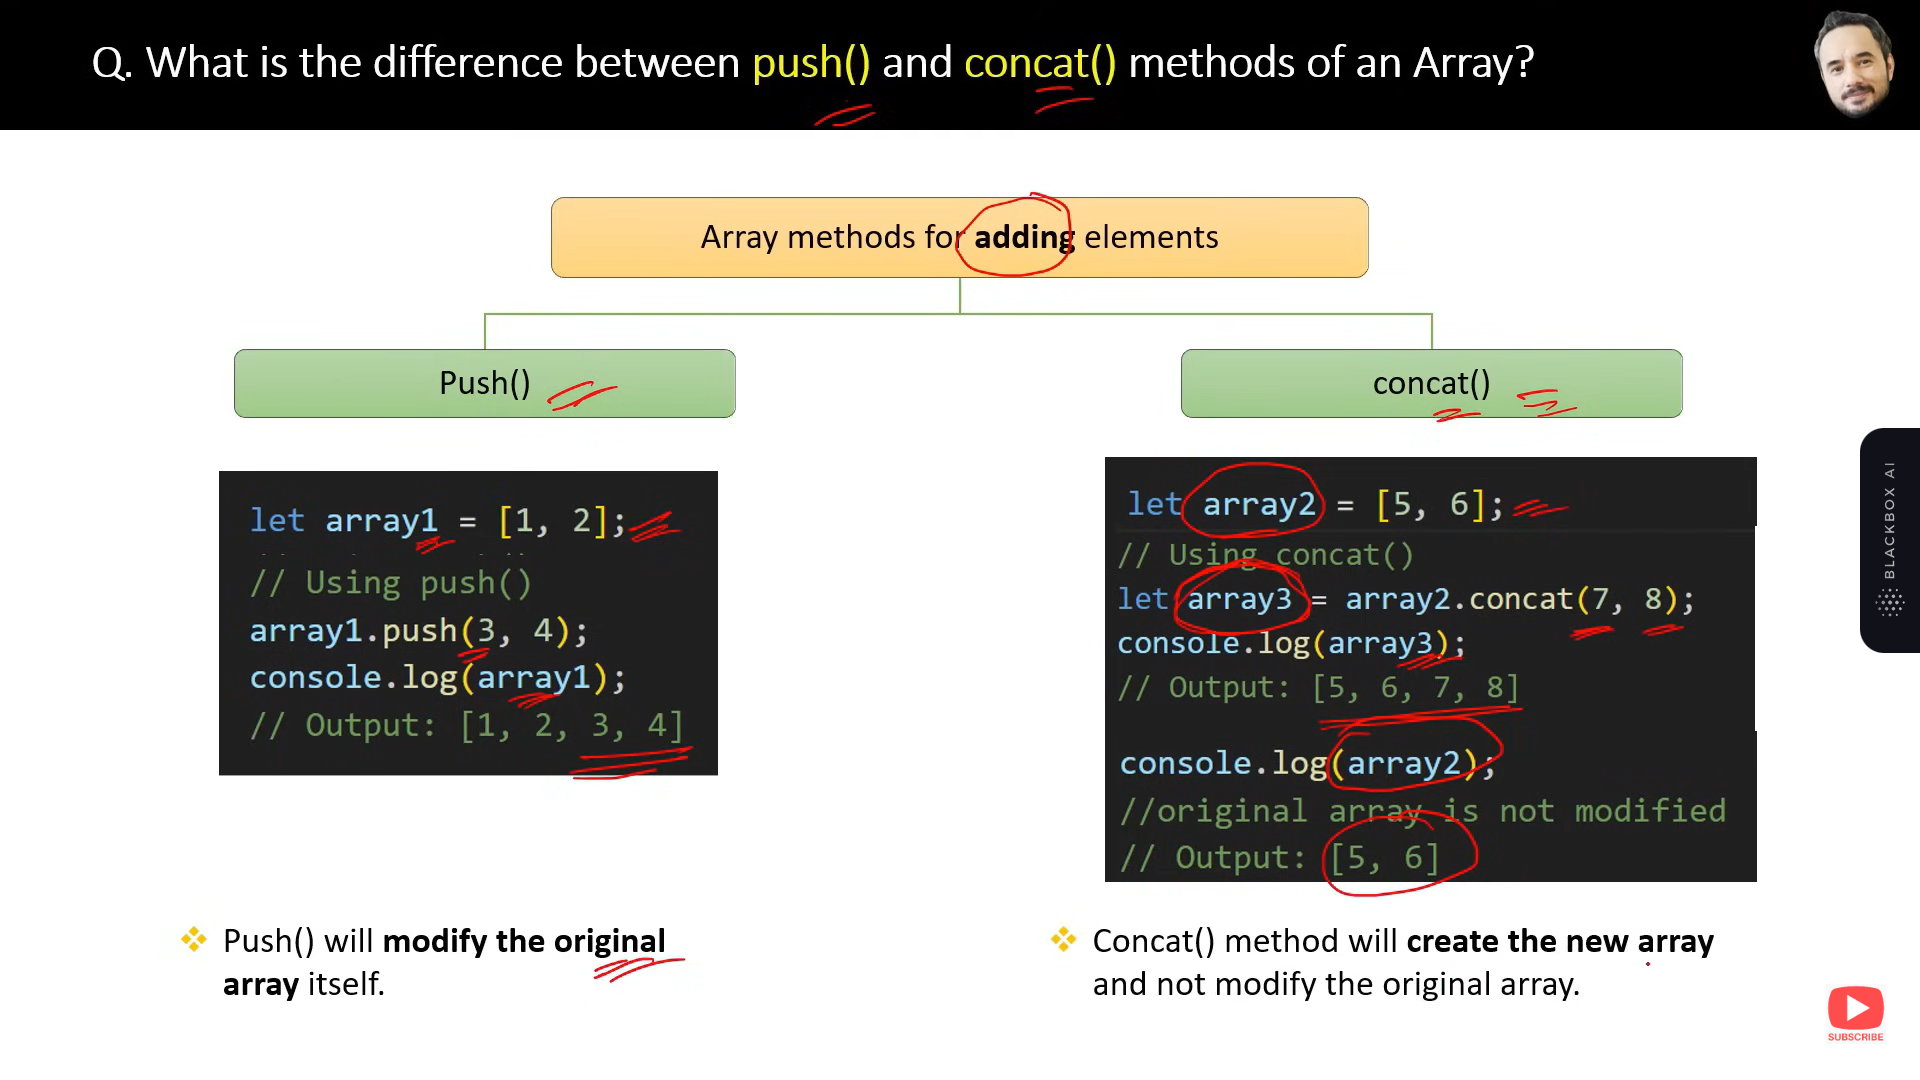 Q. What is the difference between push() and concat() methods of an Array?
Array methods for adding elements
Push()
concat()
let array1 = [1, 2];
// Using push()
array1.push(3, 4);
console.log(array1);
// Output: [1, 2, 3, 4]
let array2 = [5, 6];
// Using concat()
let array3 = array2.concat(7, 8);
console.log(array3);
// Output: [5, 6, 7, 8]
console.log(array2);
//original array is not modified
// Output: [5, 6]
Push() will modify the original
array itself.
Concat() method will create the new array
and not modify the original array.
BLACKBOX AI
SUBSCRIBE